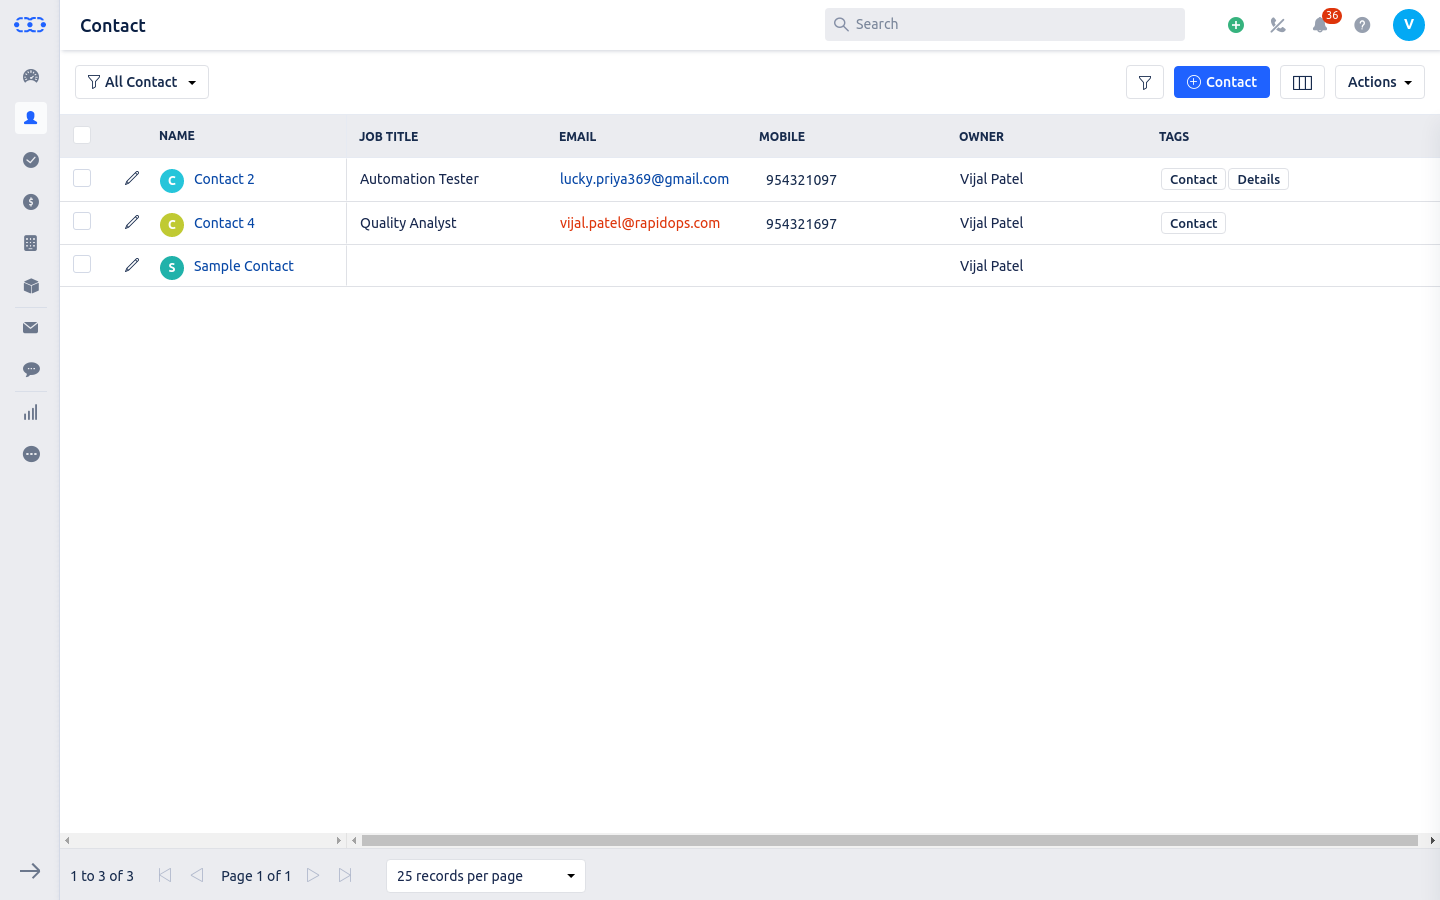 Contact
Search
36
V
All Contact
Contact
Actions
NAME JOB TITLE EMAIL MOBILE OWNER TAGS
C Contact 2 Automation Tester lucky.priya369@gmail.com 954321097 Vijal Patel Contact Details
C Contact 4 Quality Analyst vijal.patel@rapidops.com 954321697 Vijal Patel Contact
S Sample Contact Vijal Patel
1 to 3 of 3 Page 1 of 1 25 records per page